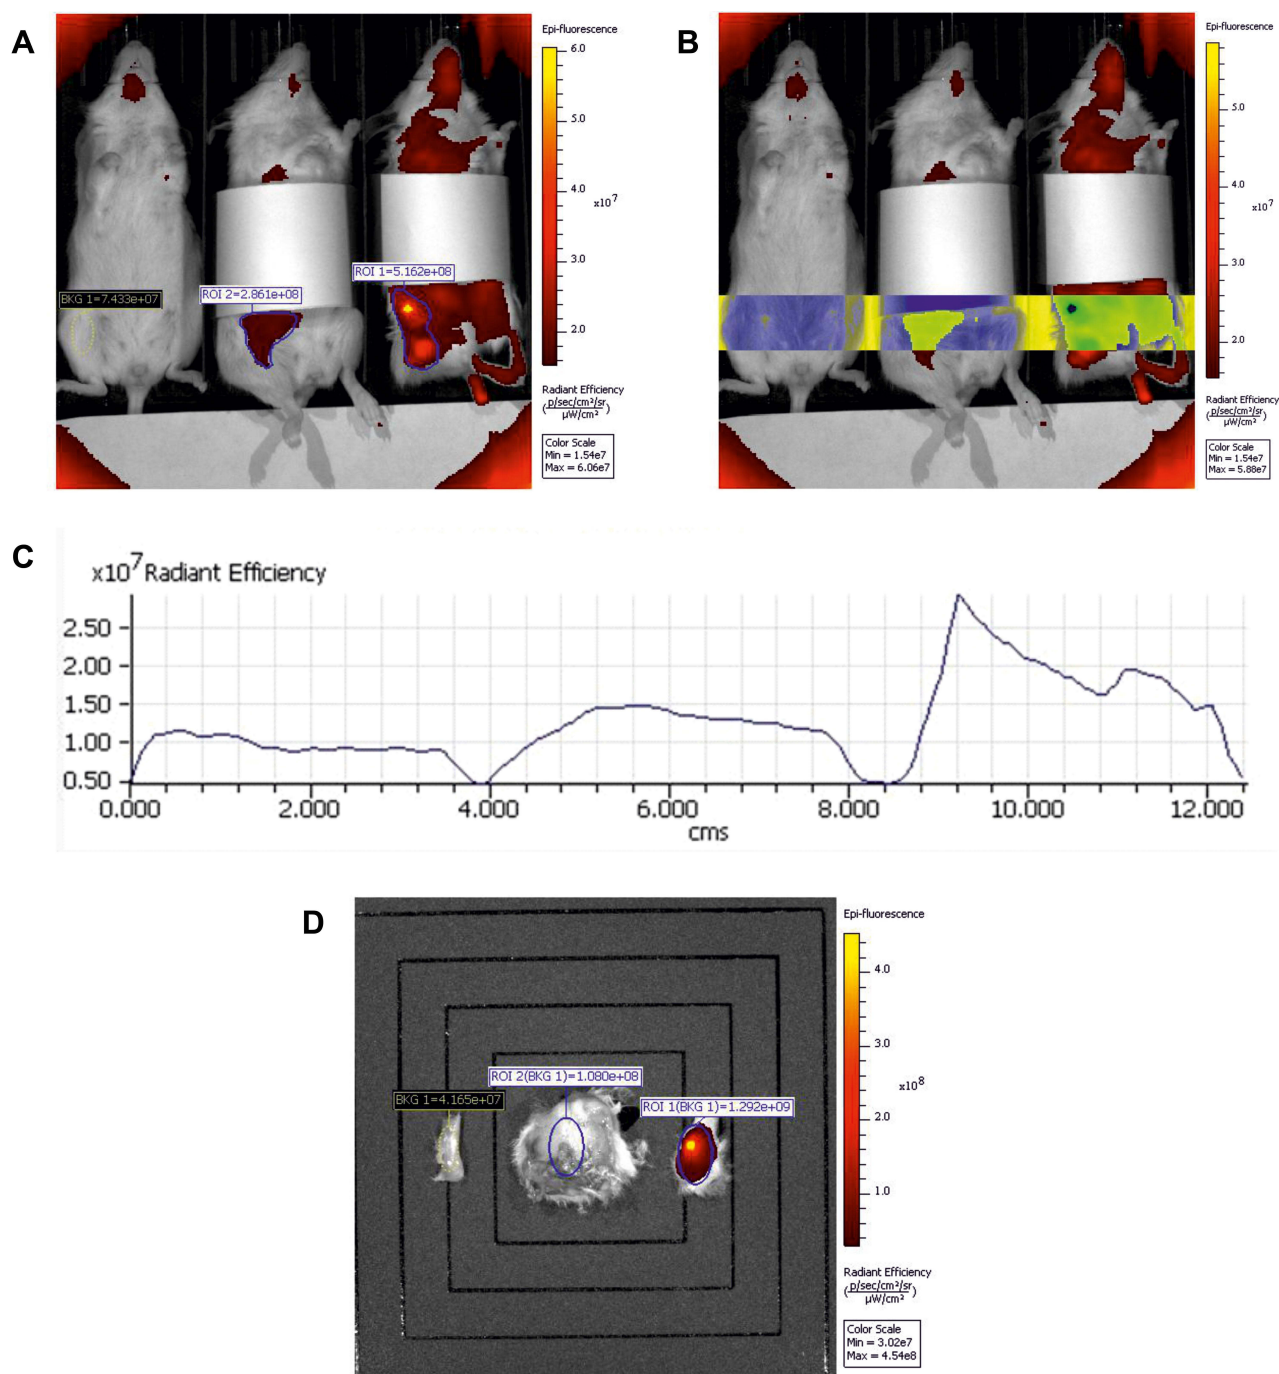 A
Epi-fluorescence
6.0
5.0
4.0
x10⁷
3.0
2.0
BKG 1=7.433e+07
ROI 2=2.861e+08
ROI 1=5.162e+08
Radiant Efficiency
(p/sec/cm²/sr / µW/cm²)
Color Scale
Min = 1.54e7
Max = 6.06e7
B
Epi-fluorescence
5.0
4.0
x10⁷
3.0
2.0
Radiant Efficiency
(p/sec/cm²/sr / µW/cm²)
Color Scale
Min = 1.54e7
Max = 5.88e7
C
x10⁷ Radiant Efficiency
2.50
2.00
1.50
1.00
0.50
0.000 2.000 4.000 6.000 8.000 10.000 12.000
cms
D
Epi-fluorescence
4.0
3.0
x10⁸
2.0
1.0
BKG 1=4.165e+07
ROI 2(BKG 1)=1.080e+08
ROI 1(BKG 1)=1.292e+09
Radiant Efficiency
(p/sec/cm²/sr / µW/cm²)
Color Scale
Min = 3.02e7
Max = 4.54e8